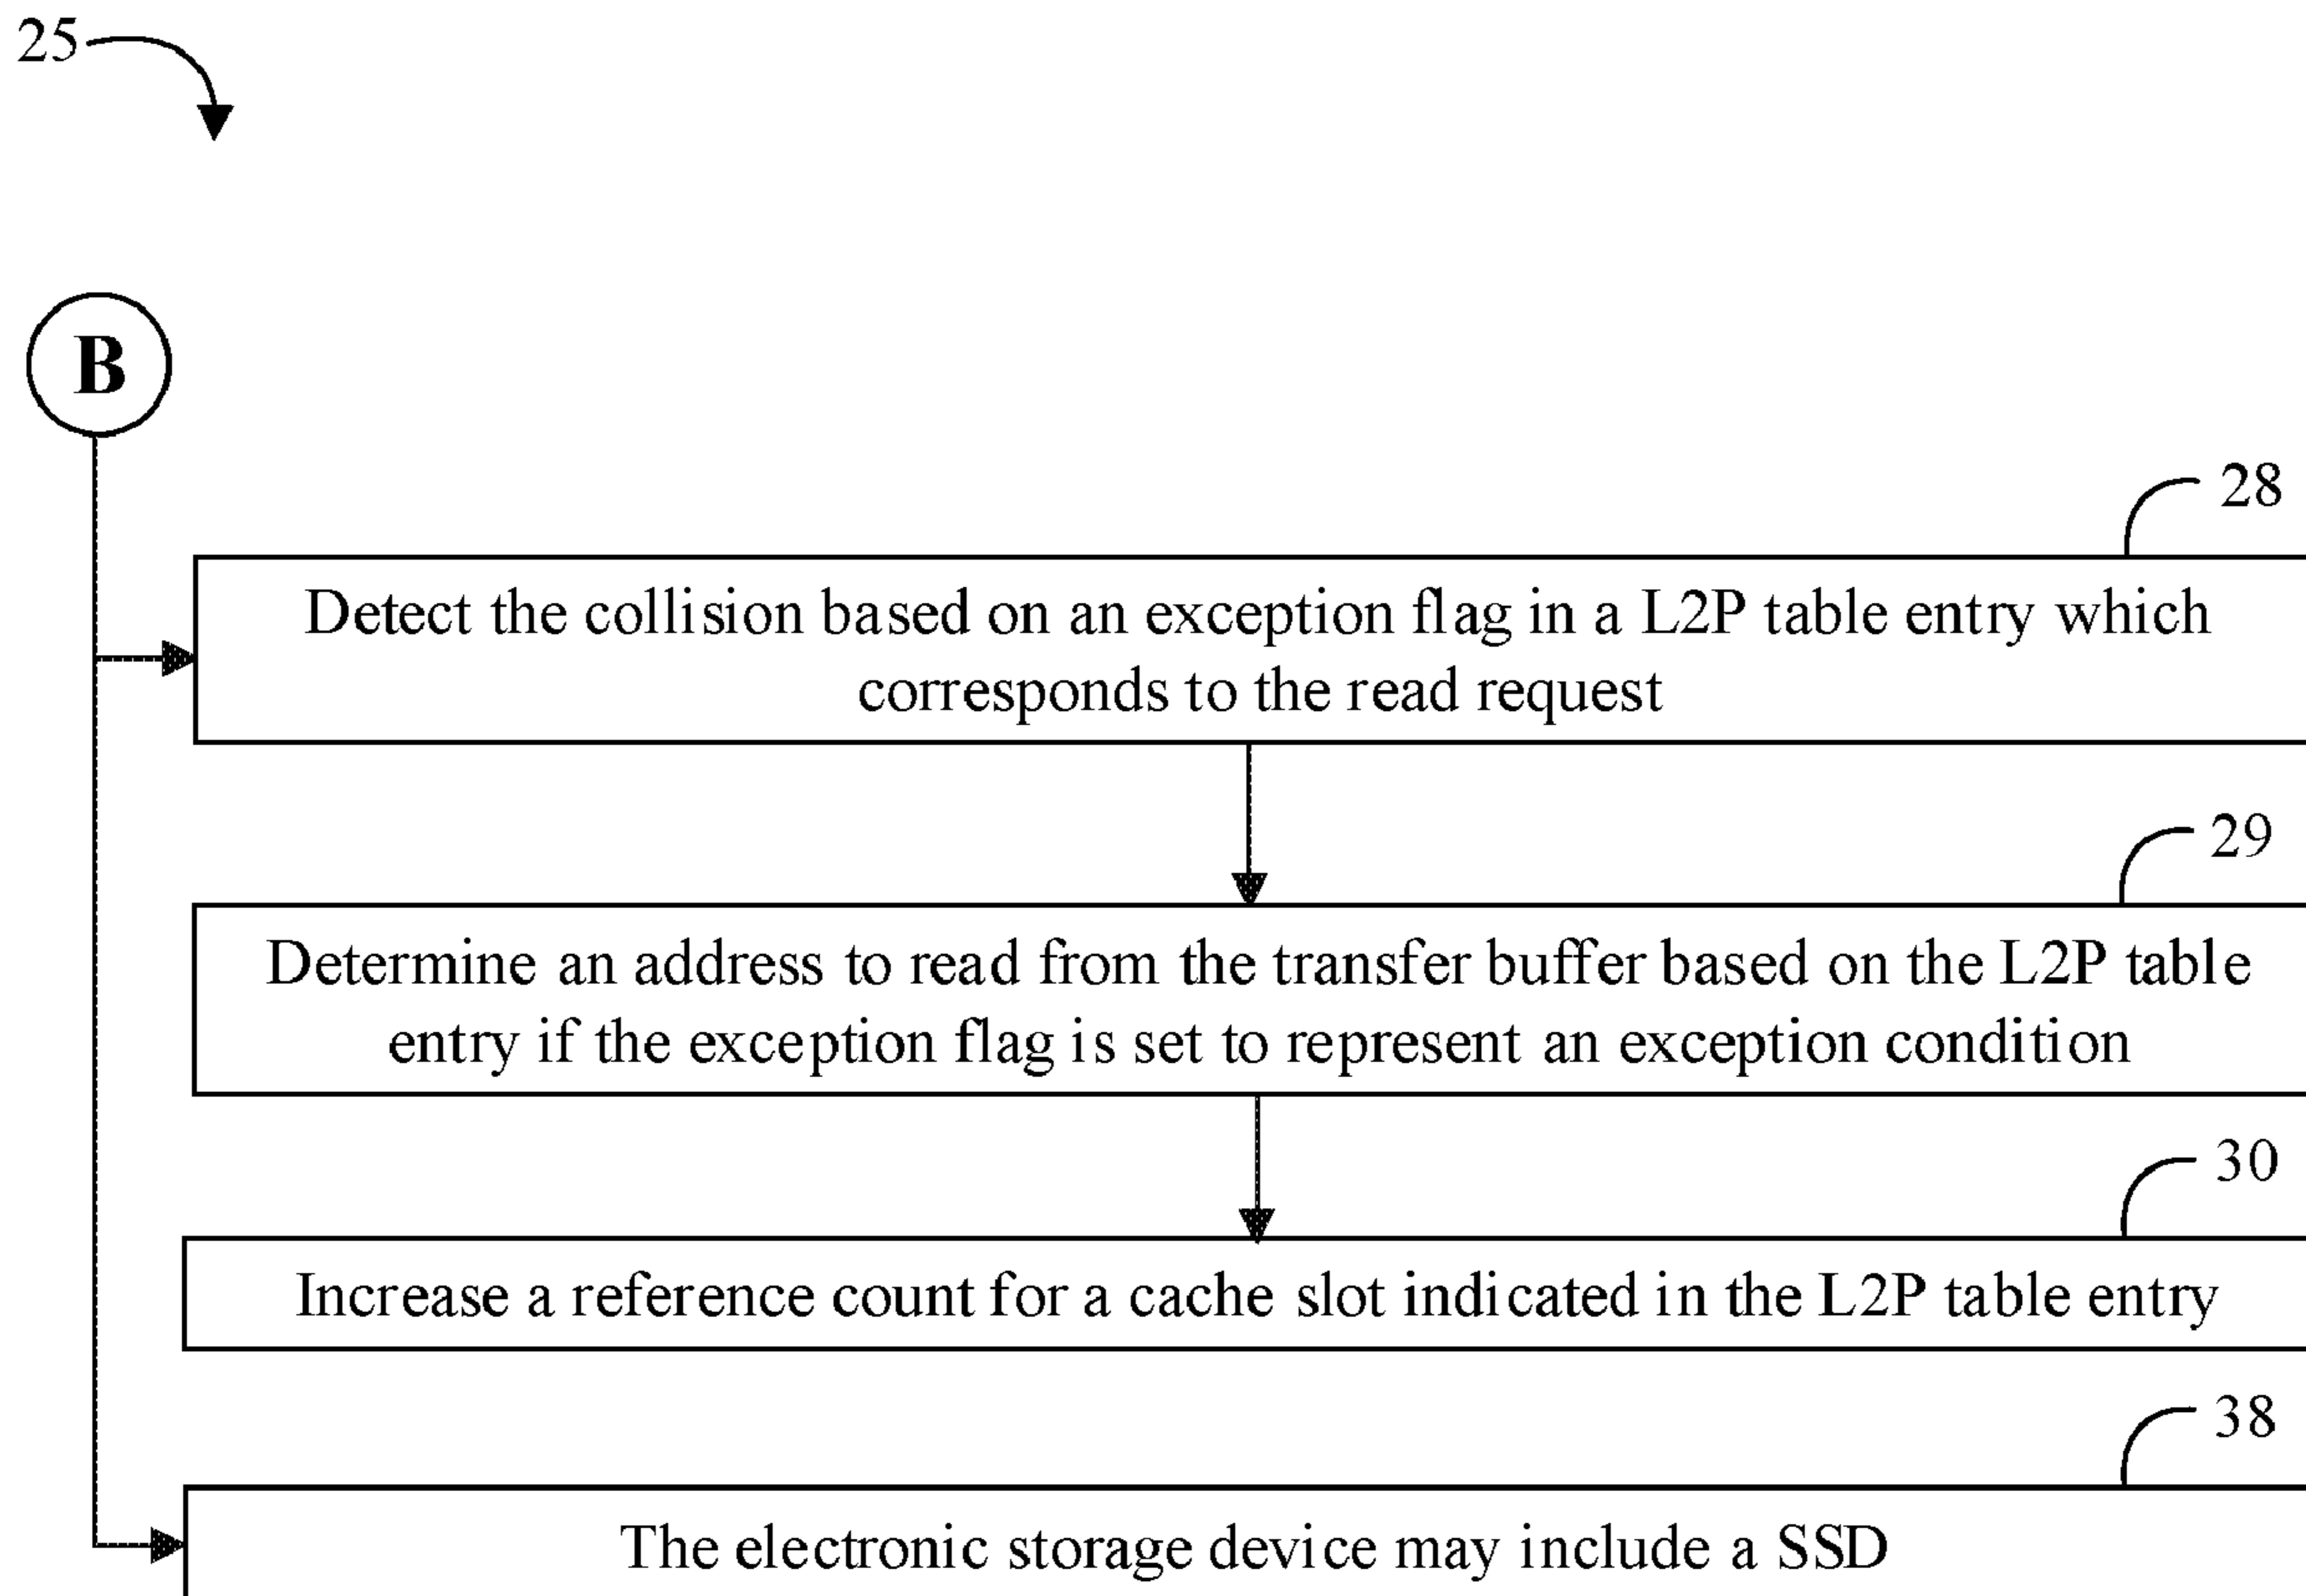 25
B
28
Detect the collision based on an exception flag in a L2P table entry which
corresponds to the read request
29
Determine an address to read from the transfer buffer based on the L2P table
entry if the exception flag is set to represent an exception condition
30
Increase a reference count for a cache slot indicated in the L2P table entry
38
The electronic storage device may include a SSD